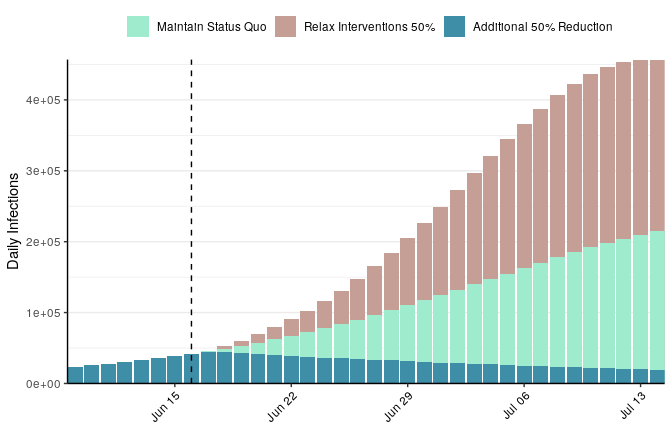 Maintain Status Quo Relax Interventions 50% Additional 50% Reduction
Daily Infections
4e+05
3e+05
2e+05
1e+05
0e+00
Jun 15 Jun 22 Jun 29 Jul 06 Jul 13